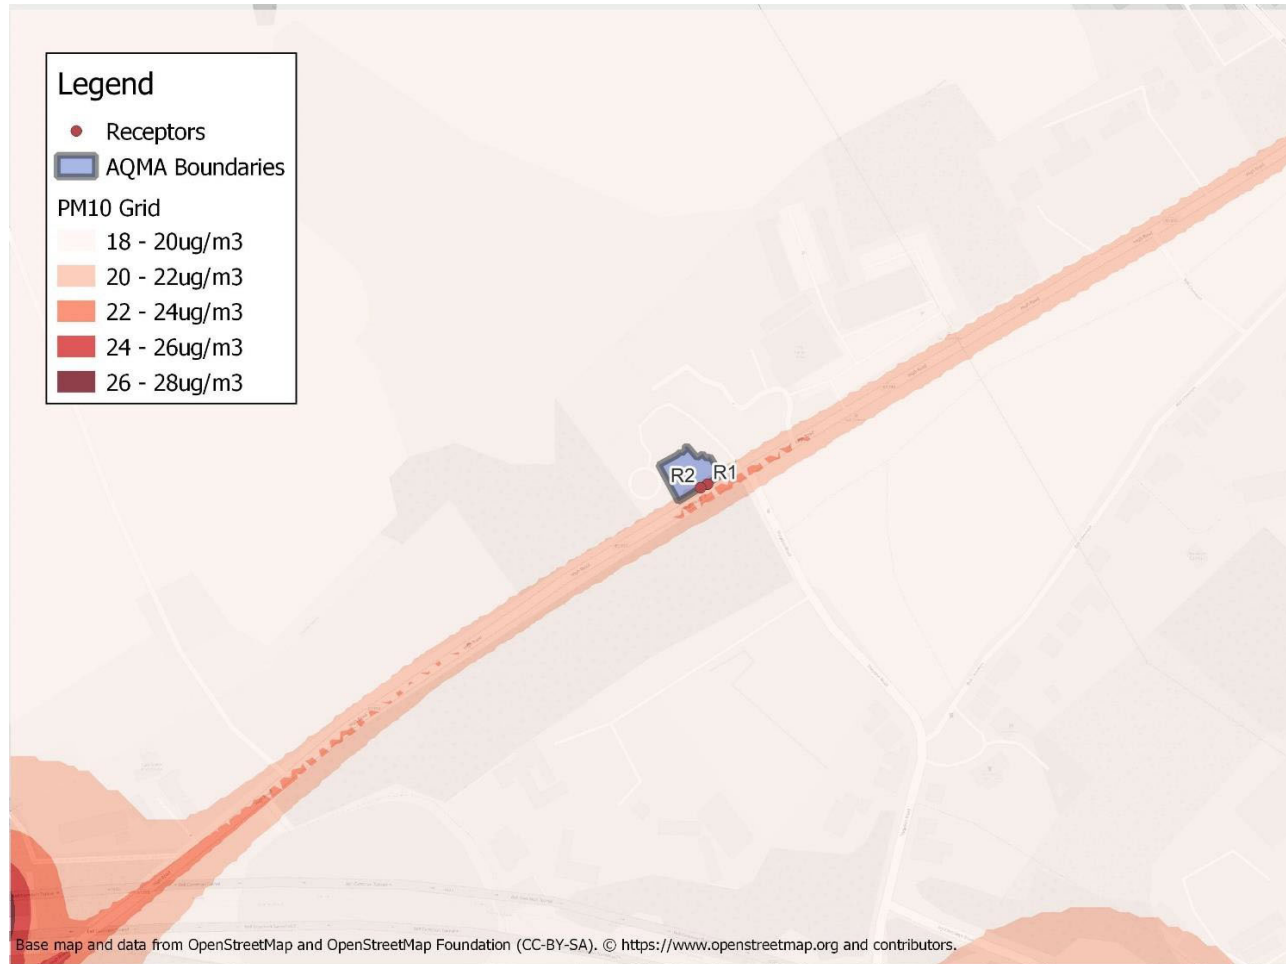 Legend
Receptors
AQMA Boundaries
PM10 Grid
18 - 20ug/m3
20 - 22ug/m3
22 - 24ug/m3
24 - 26ug/m3
26 - 28ug/m3
R2
R1
Base map and data from OpenStreetMap and OpenStreetMap Foundation (CC-BY-SA). © https://www.openstreetmap.org and contributors.